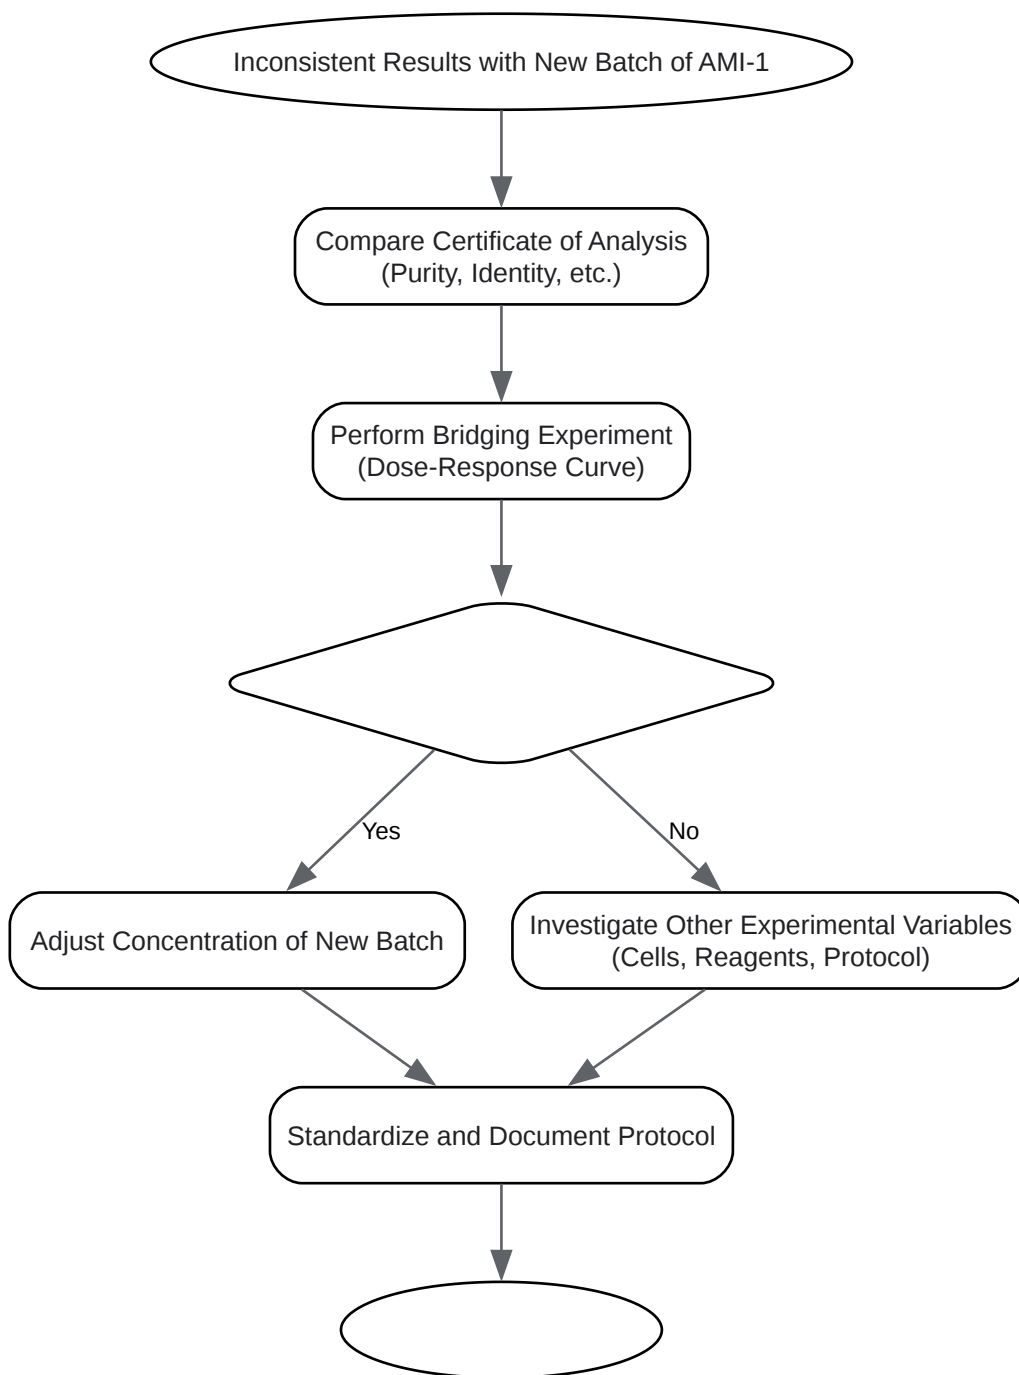 Inconsistent Results with New Batch of AMI-1
Compare Certificate of Analysis
(Purity, Identity, etc.)
Perform Bridging Experiment
(Dose-Response Curve)
Yes
No
Adjust Concentration of New Batch
Investigate Other Experimental Variables
(Cells, Reagents, Protocol)
Standardize and Document Protocol